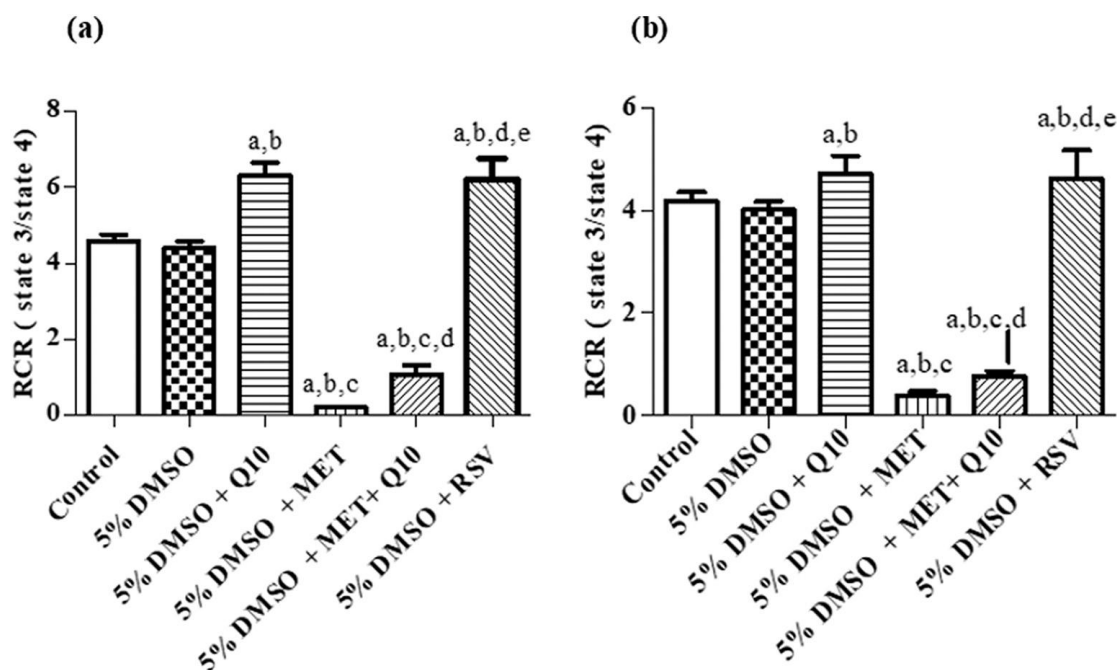 (a)
RCR ( state 3/state 4)
8
6
4
2
0
a,b
a,b,c
a,b,c,d
a,b,d,e
Control
5% DMSO
5% DMSO + Q10
5% DMSO + MET
5% DMSO + MET+ Q10
5% DMSO + RSV
(b)
RCR ( state 3/state 4)
6
4
2
0
a,b
a,b,c
a,b,c,d
a,b,d,e
Control
5% DMSO
5% DMSO + Q10
5% DMSO + MET
5% DMSO + MET+ Q10
5% DMSO + RSV